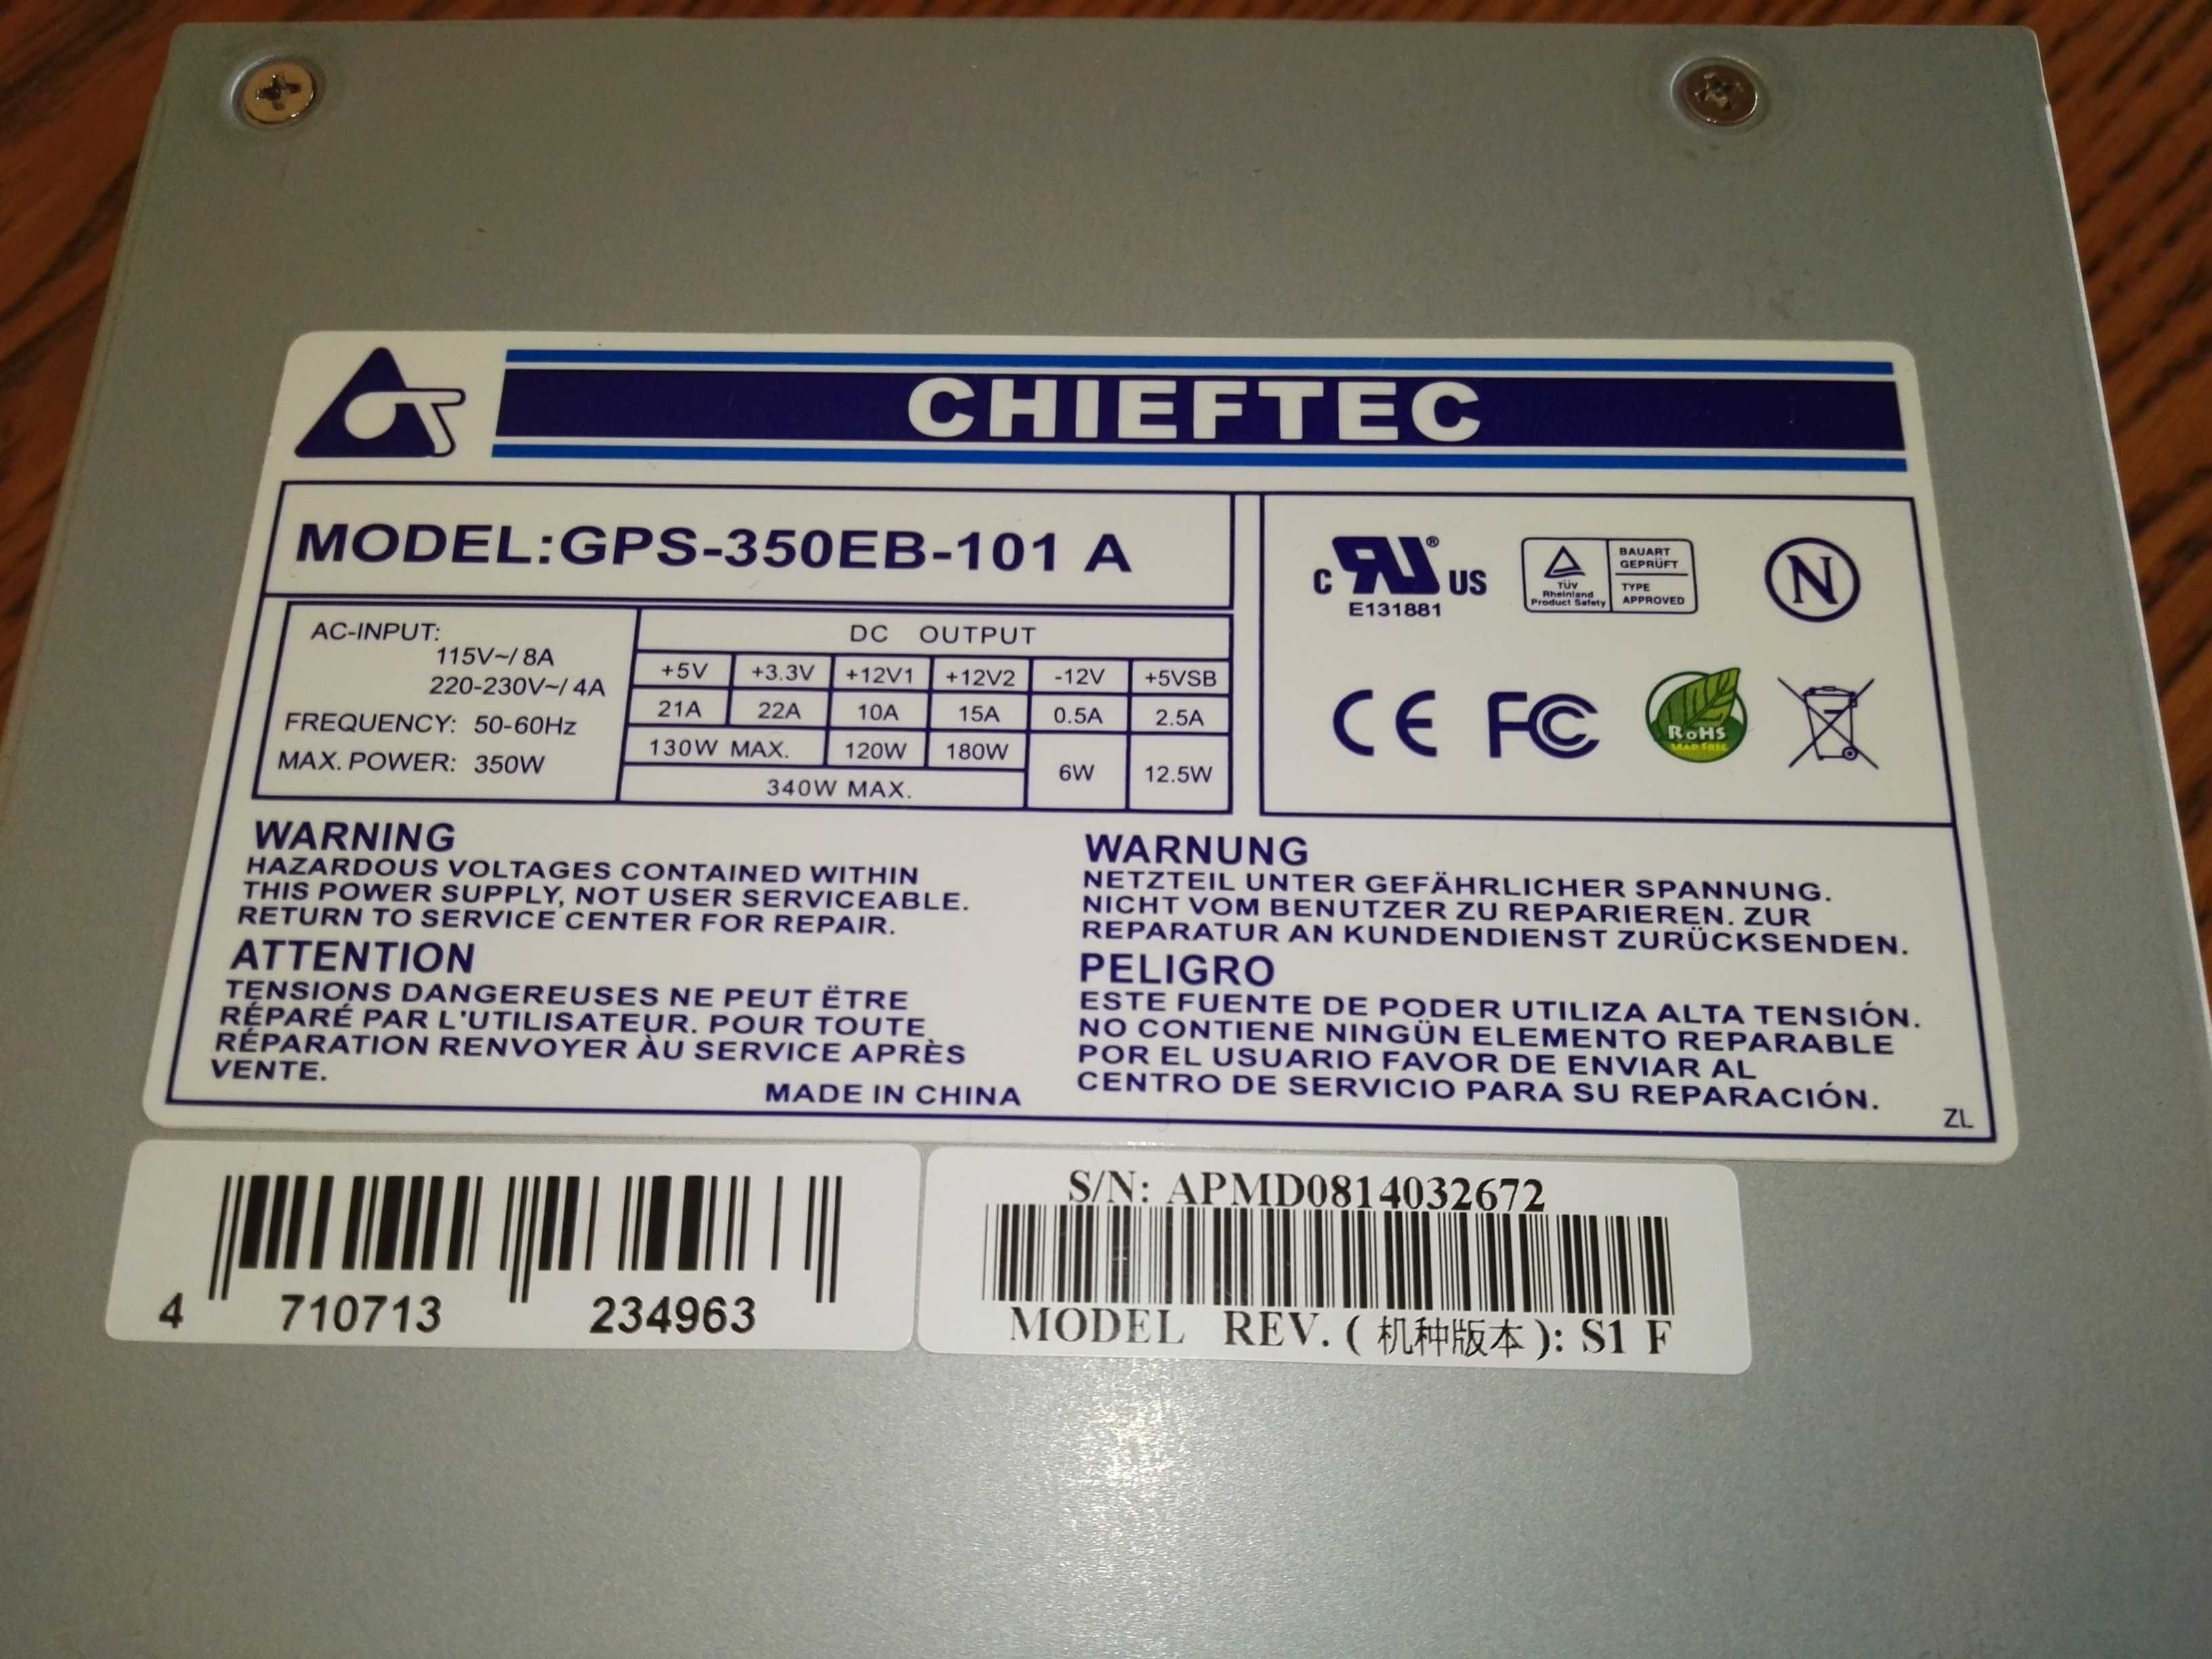 CHIEFTEC
MODEL:GPS-350EB-101 A
AC-INPUT:
115V~/ 8A
220-230V~/ 4A
FREQUENCY: 50-60Hz
MAX. POWER: 350W
DC OUTPUT
+5V +3.3V +12V1 +12V2 -12V +5VSB
21A 22A 10A 15A 0.5A 2.5A
130W MAX. 120W 180W 6W 12.5W
340W MAX.
C US
E131881
TÜV
Rheinland
Product Safety
BAUART
GEPRÜFT
TYPE
APPROVED
N
CE FC
RoHS
LEAD FREE
WARNING
HAZARDOUS VOLTAGES CONTAINED WITHIN
THIS POWER SUPPLY, NOT USER SERVICEABLE.
RETURN TO SERVICE CENTER FOR REPAIR.
ATTENTION
TENSIONS DANGEREUSES NE PEUT ËTRE
RÉPARÉ PAR L'UTILISATEUR. POUR TOUTE
RÉPARATION RENVOYER ÀU SERVICE APRÈS
VENTE.
MADE IN CHINA
WARNUNG
NETZTEIL UNTER GEFÄHRLICHER SPANNUNG.
NICHT VOM BENUTZER ZU REPARIEREN. ZUR
REPARATUR AN KUNDENDIENST ZURÜCKSENDEN.
PELIGRO
ESTE FUENTE DE PODER UTILIZA ALTA TENSIÓN.
NO CONTIENE NINGÜN ELEMENTO REPARABLE
POR EL USUARIO FAVOR DE ENVIAR AL
CENTRO DE SERVICIO PARA SU REPARACIÓN.
ZL
4 710713 234963
S/N: APMD0814032672
MODEL REV. ( 机种版本 ): S1 F